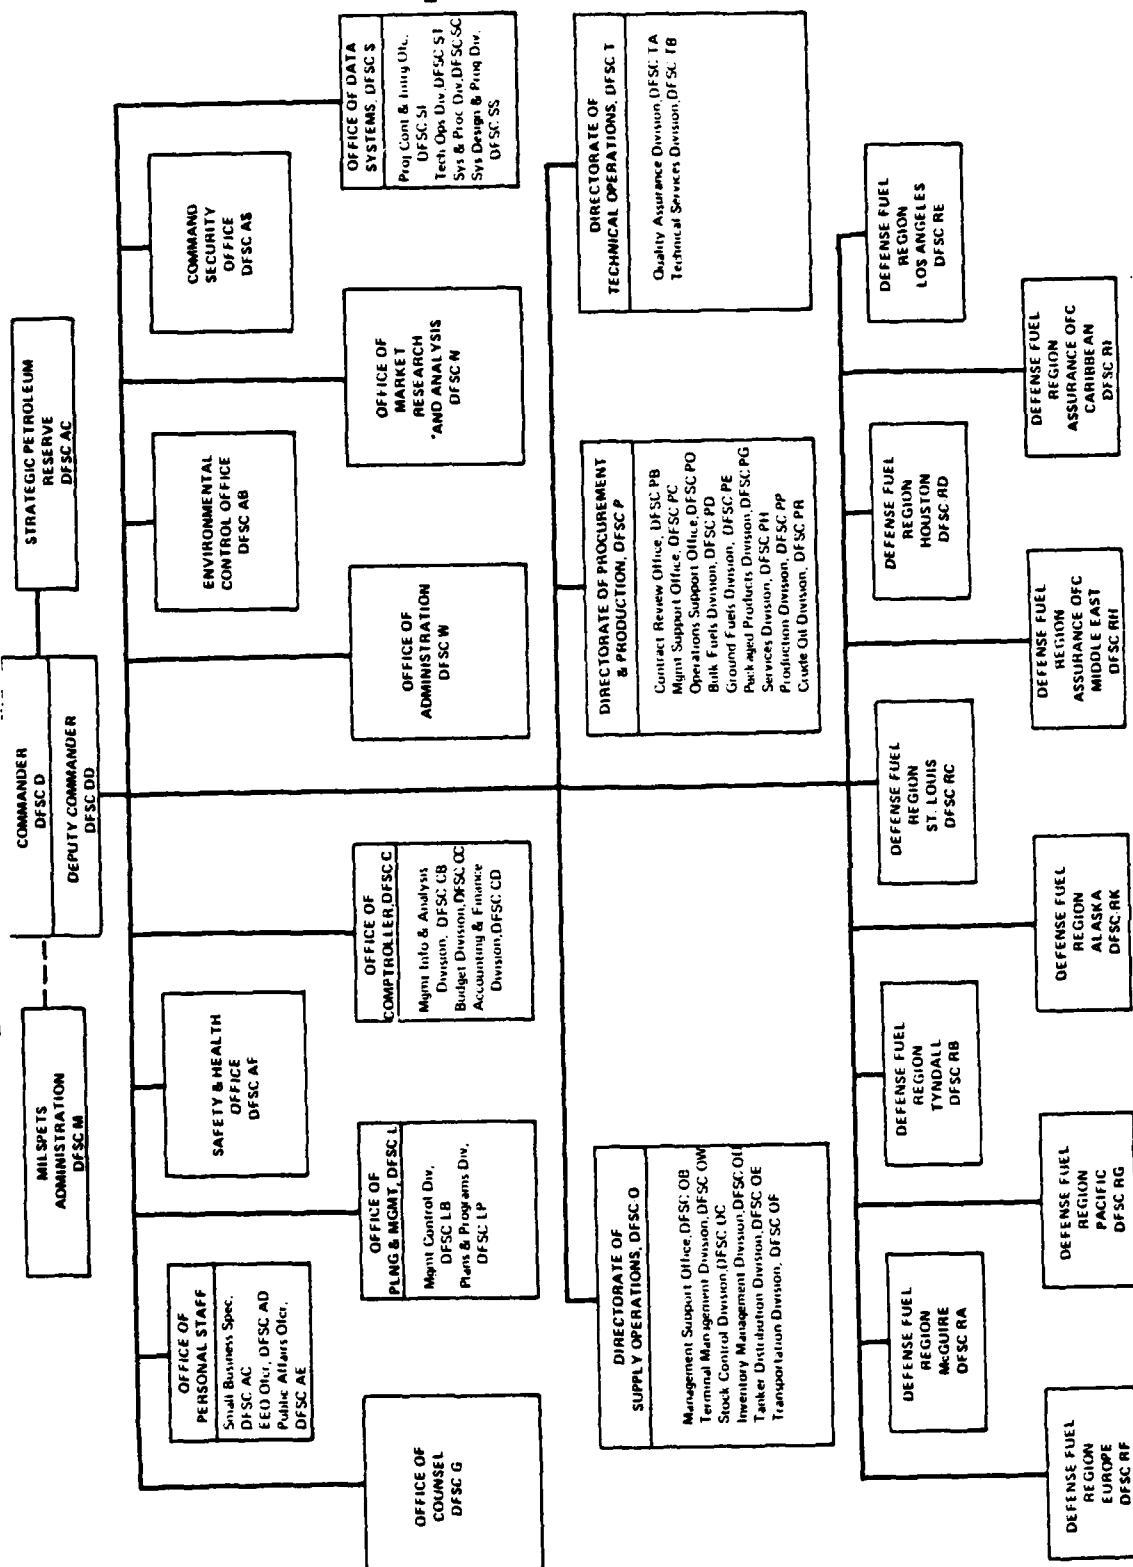 MILSPETS
ADMINISTRATION
DFSC M
COMMANDER
DFSC D
DEPUTY COMMANDER
DFSC DD
STRATEGIC PETROLEUM
RESERVE
DFSC AC
OFFICE OF
PERSONAL STAFF
Small Business Spec.
DFSC AC
EEO Ofcr, DFSC AD
Public Affairs Ofcr.
DFSC AE
SAFETY & HEALTH
OFFICE
DFSC AF
ENVIRONMENTAL
CONTROL OFFICE
DFSC AB
COMMAND
SECURITY
OFFICE
DFSC AS
OFFICE OF
COUNSEL
DFSC G
OFFICE OF
PLNG & MGMT, DFSC L
Mgmt Control Div,
DFSC LB
Plans & Programs Div,
DFSC LP
OFFICE OF
COMPTROLLER, DFSC C
Mgmt Info & Analysis
Division, DFSC CB
Budget Division, DFSC CC
Accounting & Finance
Division, DFSC CD
OFFICE OF
ADMINISTRATION
DFSC W
OFFICE OF
MARKET
RESEARCH
AND ANALYSIS
DFSC N
OFFICE OF DATA
SYSTEMS, DFSC S
Proj Cont & Entry Ofc.
DFSC SI
Tech Ops Div, DFSC ST
Sys & Proc Div, DFSC SC
Sys Design & Prog Div.
DFSC SS
DIRECTORATE OF
SUPPLY OPERATIONS, DFSC O
Management Support Office, DFSC OB
Terminal Management Division, DFSC OW
Stock Control Division, DFSC OC
Inventory Management Division, DFSC OU
Tanker Distribution Division, DFSC OE
Transportation Division, DFSC OF
DIRECTORATE OF PROCUREMENT
& PRODUCTION, DFSC P
Contract Review Office, DFSC PB
Mgmt Support Office, DFSC PC
Operations Support Office, DFSC PO
Bulk Fuels Division, DFSC PD
Ground Fuels Division, DFSC PE
Packaged Products Division, DFSC PG
Services Division, DFSC PH
Production Division, DFSC PP
Crude Oil Division, DFSC PR
DIRECTORATE OF
TECHNICAL OPERATIONS, DFSC T
Quality Assurance Division, DFSC TA
Technical Services Division, DFSC TB
DEFENSE FUEL
REGION
McGUIRE
DFSC RA
DEFENSE FUEL
REGION
TYNDALL
DFSC RB
DEFENSE FUEL
REGION
ST. LOUIS
DFSC RC
DEFENSE FUEL
REGION
HOUSTON
DFSC RD
DEFENSE FUEL
REGION
LOS ANGELES
DFSC RE
DEFENSE FUEL
REGION
EUROPE
DFSC RF
DEFENSE FUEL
REGION
PACIFIC
DFSC RG
DEFENSE FUEL
REGION
ALASKA
DFSC RK
DEFENSE FUEL
REGION
ASSURANCE OFC
MIDDLE EAST
DFSC RH
DEFENSE FUEL
REGION
ASSURANCE OFC
CARIBBEAN
DFSC RI